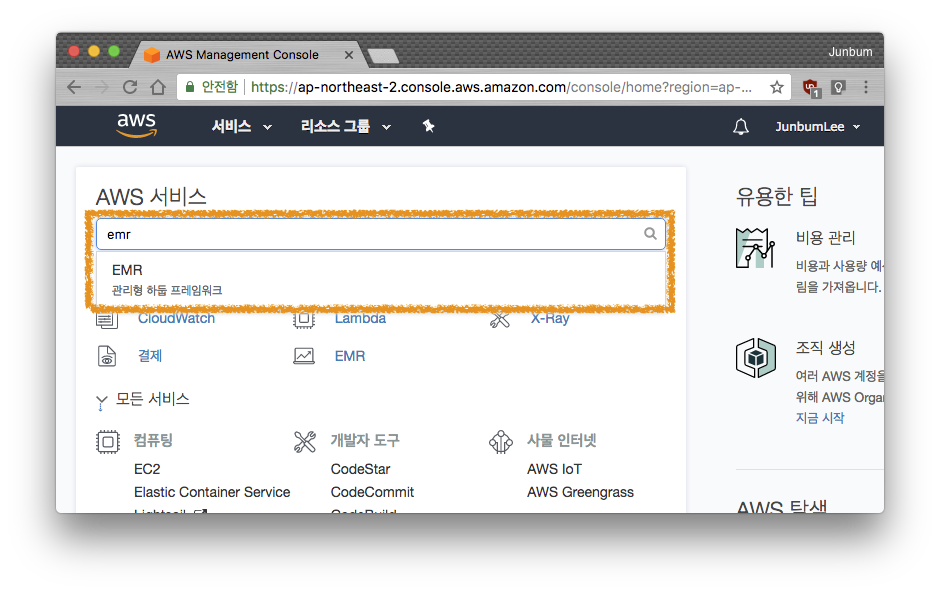 AWS Management Console
Junbum
안전함
https://ap-northeast-2.console.aws.amazon.com/console/home?region=ap-...
1
aws
서비스
리소스 그룹
JunbumLee
AWS 서비스
emr
EMR
관리형 하둡 프레임워크
CloudWatch
Lambda
X-Ray
결제
EMR
모든 서비스
컴퓨팅
EC2
Elastic Container Service
Lightsail
개발자 도구
CodeStar
CodeCommit
CodeBuild
사물 인터넷
AWS IoT
AWS Greengrass
유용한 팁
비용 관리
비용과 사용량 예
림을 가져옵니다.
조직 생성
여러 AWS 계정을
위해 AWS Orga
지금 시작
AWS 탐색